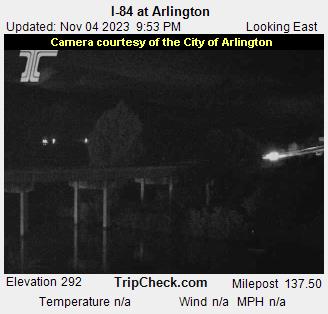 I-84 at Arlington
Updated: Nov 04 2023 9:53 PM Looking East
Camera courtesy of the City of Arlington
Elevation 292 TripCheck.com Milepost 137.50
Temperature n/a Wind n/a MPH n/a